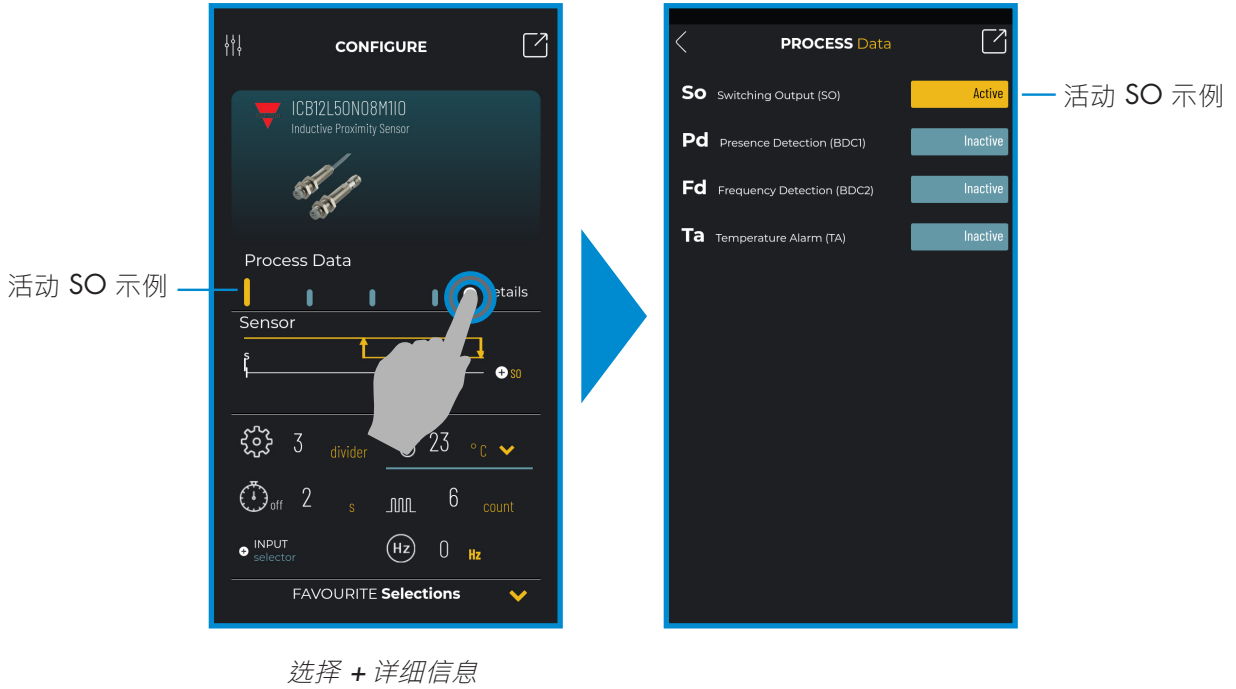 CONFIGURE
ICB12L50N08M1IO
Inductive Proximity Sensor
Process Data
活动 SO 示例
etails
Sensor
s
SO
3 divider 23 °C
off 2 s 6 count
INPUT
selector
Hz 0 Hz
FAVOURITE Selections
选择 + 详细信息
PROCESS Data
So Switching Output (SO) Active
活动 SO 示例
Pd Presence Detection (BDC1) Inactive
Fd Frequency Detection (BDC2) Inactive
Ta Temperature Alarm (TA) Inactive